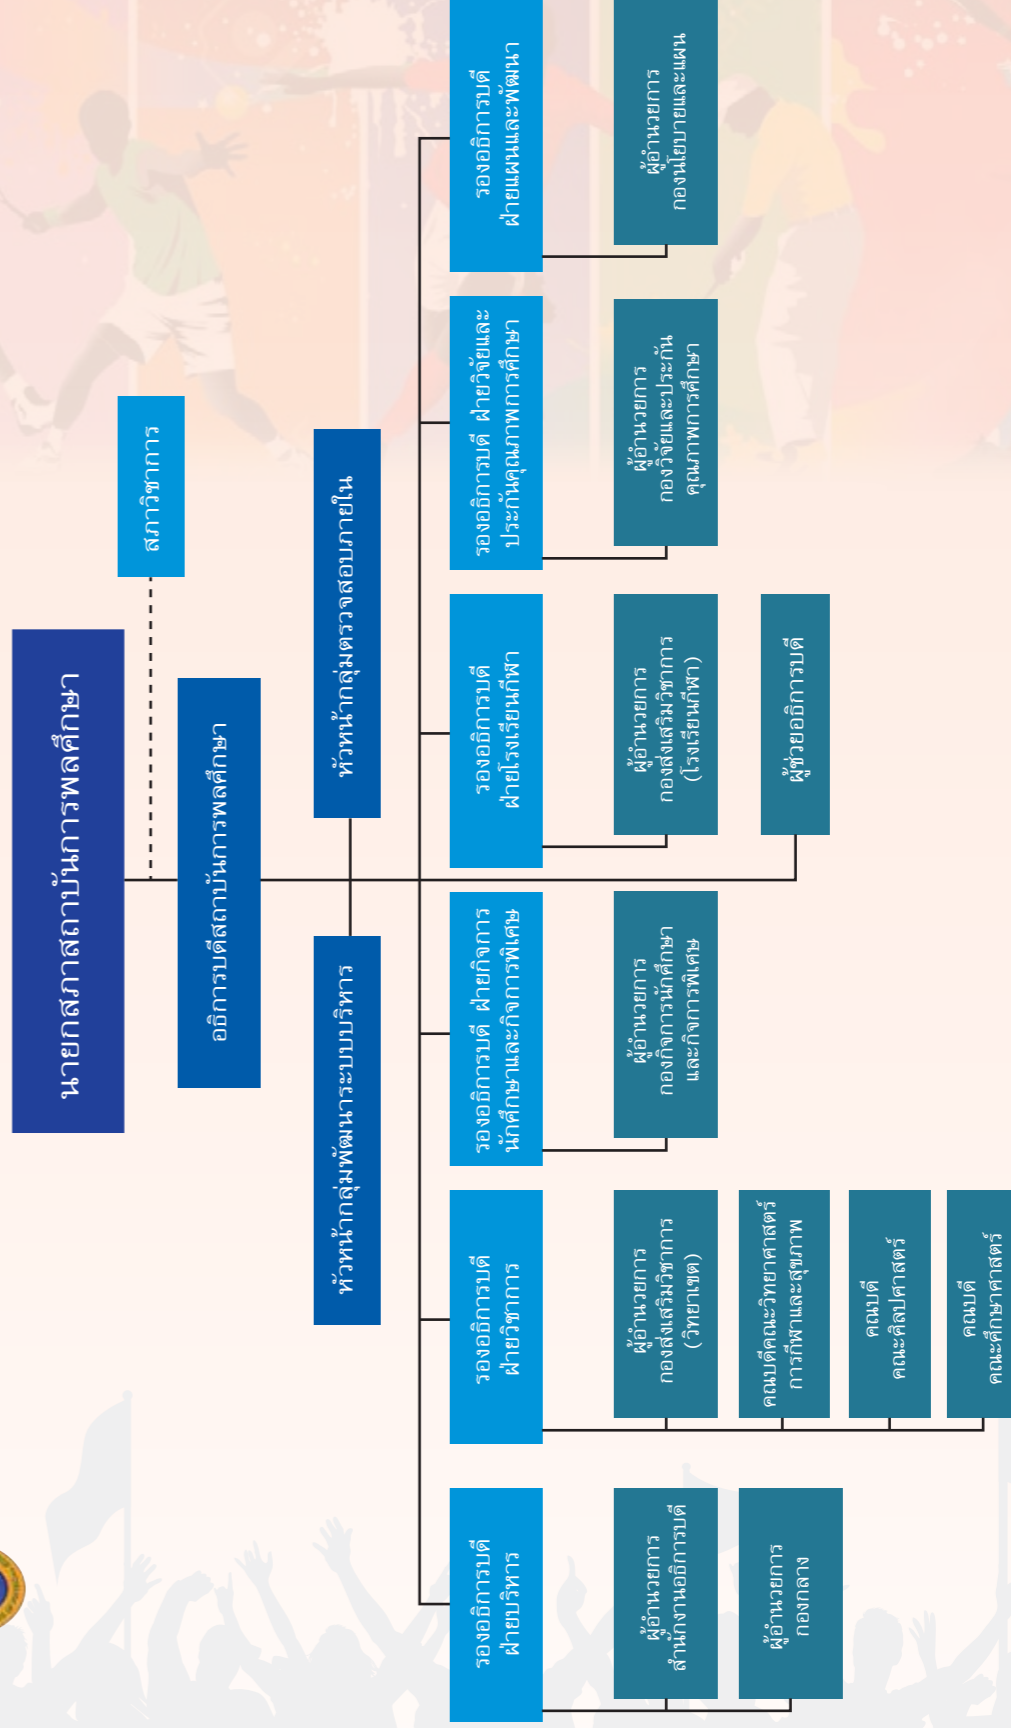 นายกสภาสถาบันการพลศึกษา
สภาวิชาการ
อธิการบดีสถาบันการพลศึกษา
หัวหน้ากลุ่มพัฒนาระบบบริหาร
หัวหน้ากลุ่มตรวจสอบภายใน
รองอธิการบดี
ฝ่ายบริหาร
ผู้อำนวยการ
สำนักงานอธิการบดี
ผู้อำนวยการ
กองกลาง
รองอธิการบดี
ฝ่ายวิชาการ
ผู้อำนวยการ
กองส่งเสริมวิชาการ
(วิทยาเขต)
คณบดีคณะวิทยาศาสตร์
การกีฬาและสุขภาพ
คณบดี
คณะศิลปศาสตร์
คณบดี
คณะศึกษาศาสตร์
รองอธิการบดี ฝ่ายกิจการ
นักศึกษาและกิจการพิเศษ
ผู้อำนวยการ
กองกิจการนักศึกษา
และกิจการพิเศษ
รองอธิการบดี
ฝ่ายโรงเรียนกีฬา
ผู้อำนวยการ
กองส่งเสริมวิชาการ
(โรงเรียนกีฬา)
ผู้ช่วยอธิการบดี
รองอธิการบดี ฝ่ายวิจัยและ
ประกันคุณภาพการศึกษา
ผู้อำนวยการ
กองวิจัยและประกัน
คุณภาพการศึกษา
รองอธิการบดี
ฝ่ายแผนและพัฒนา
ผู้อำนวยการ
กองนโยบายและแผน